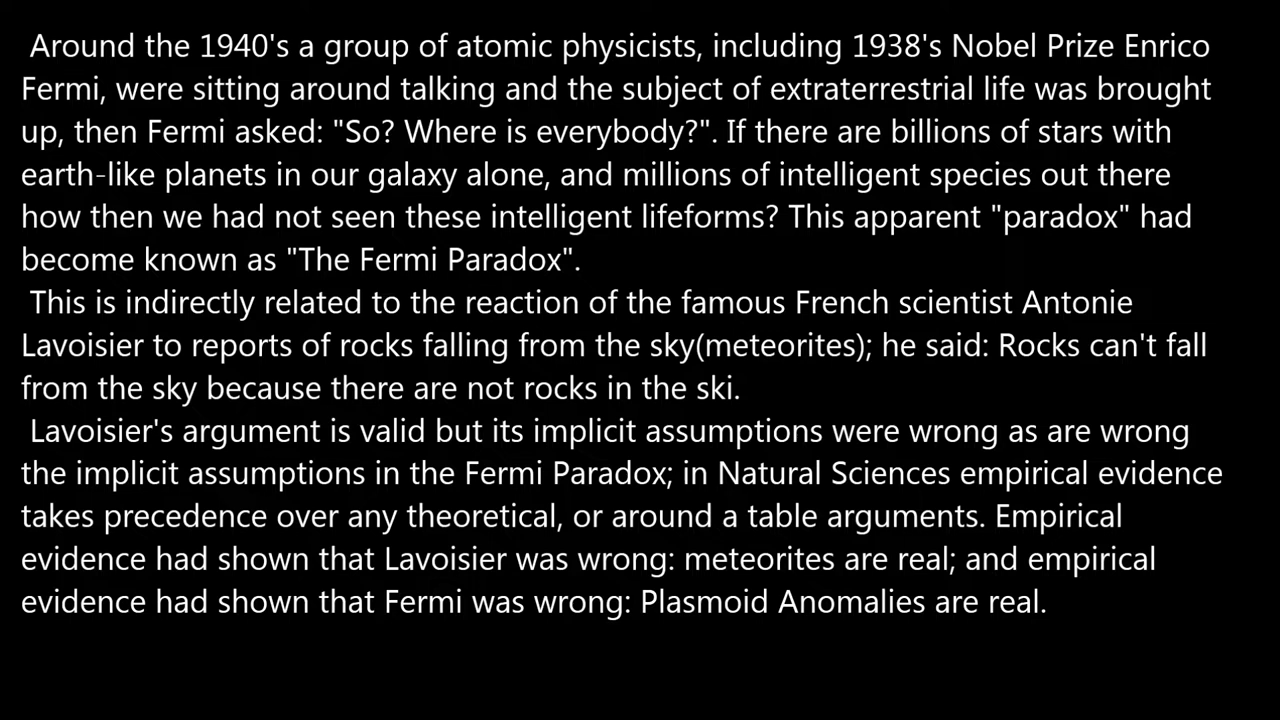 Around the 1940's a group of atomic physicists, including 1938's Nobel Prize Enrico
Fermi, were sitting around talking and the subject of extraterrestrial life was brought
up, then Fermi asked: "So? Where is everybody?". If there are billions of stars with
earth-like planets in our galaxy alone, and millions of intelligent species out there
how then we had not seen these intelligent lifeforms? This apparent "paradox" had
become known as "The Fermi Paradox".
This is indirectly related to the reaction of the famous French scientist Antonie
Lavoisier to reports of rocks falling from the sky(meteorites); he said: Rocks can't fall
from the sky because there are not rocks in the ski.
Lavoisier's argument is valid but its implicit assumptions were wrong as are wrong
the implicit assumptions in the Fermi Paradox; in Natural Sciences empirical evidence
takes precedence over any theoretical, or around a table arguments. Empirical
evidence had shown that Lavoisier was wrong: meteorites are real; and empirical
evidence had shown that Fermi was wrong: Plasmoid Anomalies are real.